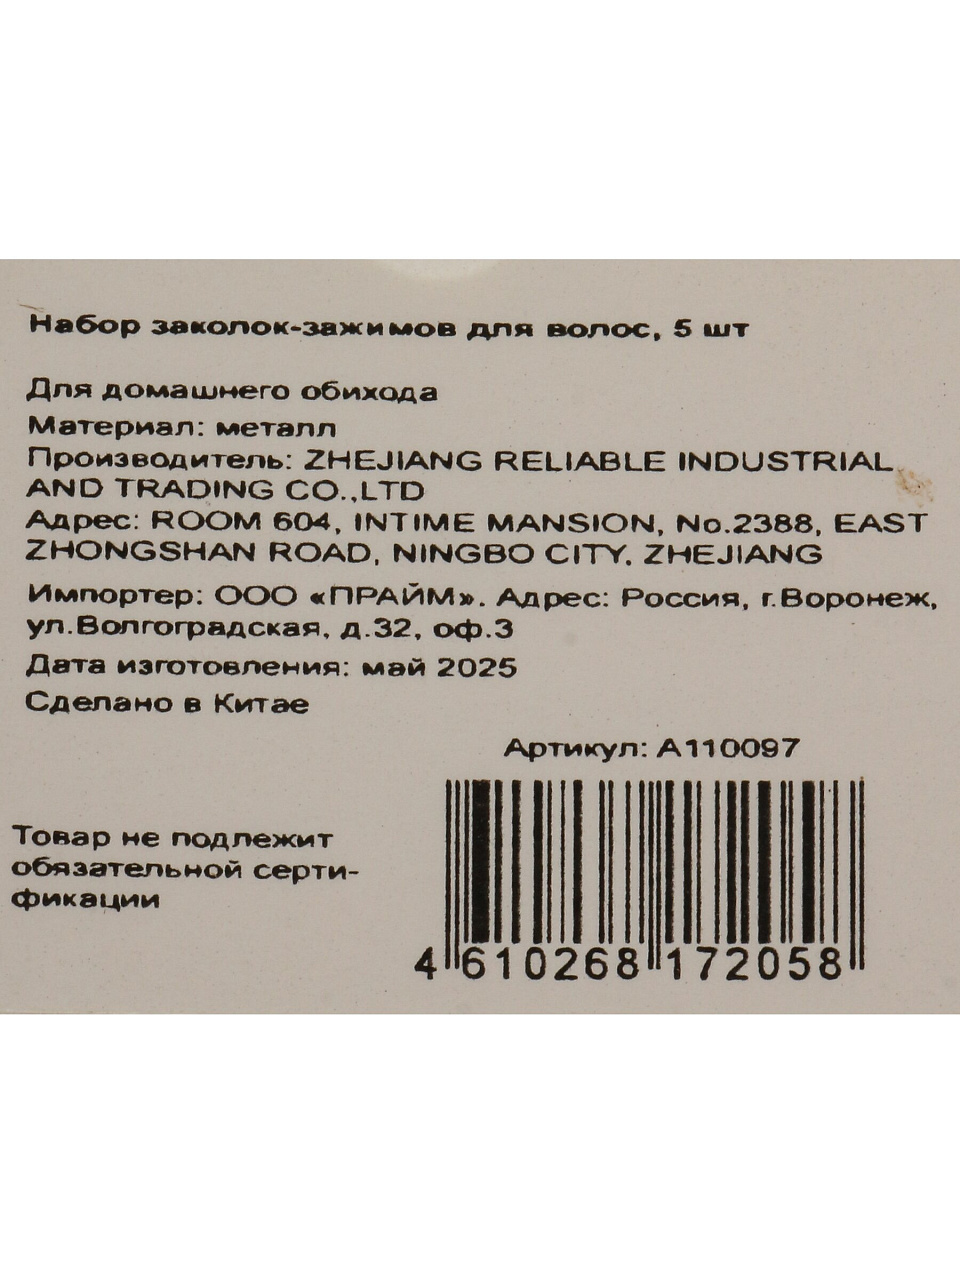 Набор заколок-зажимов для волос, 5 шт
Для домашнего обихода
Материал: металл
Производитель: ZHEJIANG RELIABLE INDUSTRIAL
AND TRADING CO.,LTD
Адрес: ROOM 604, INTIME MANSION, No.2388, EAST
ZHONGSHAN ROAD, NINGBO CITY, ZHEJIANG
Импортер: ООО «ПРАЙМ». Адрес: Россия, г.Воронеж,
ул.Волгоградская, д.32, оф.3
Дата изготовления: май 2025
Сделано в Китае
Артикул: А110097
Товар не подлежит
обязательной серти-
фикации
4 610268 172058